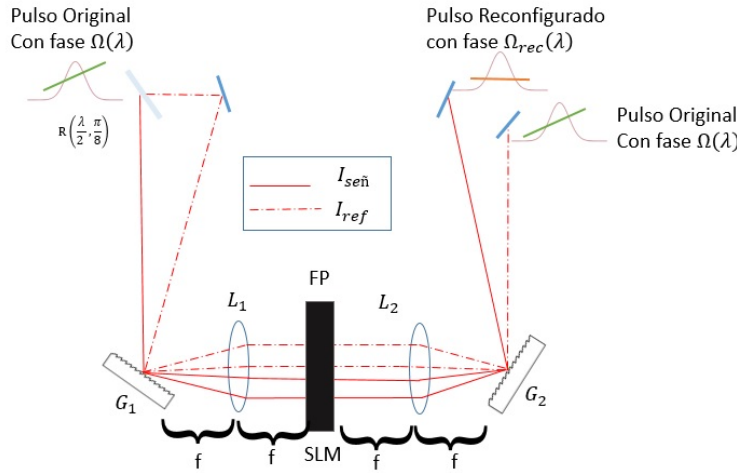 Pulso Original
Con fase Ω(λ)
R(λ/2, π/8)
Pulso Reconfigurado
con fase Ω_rec(λ)
Pulso Original
Con fase Ω(λ)
I_señ
I_ref
FP
L_1
L_2
G_1
G_2
f
f
SLM
f
f